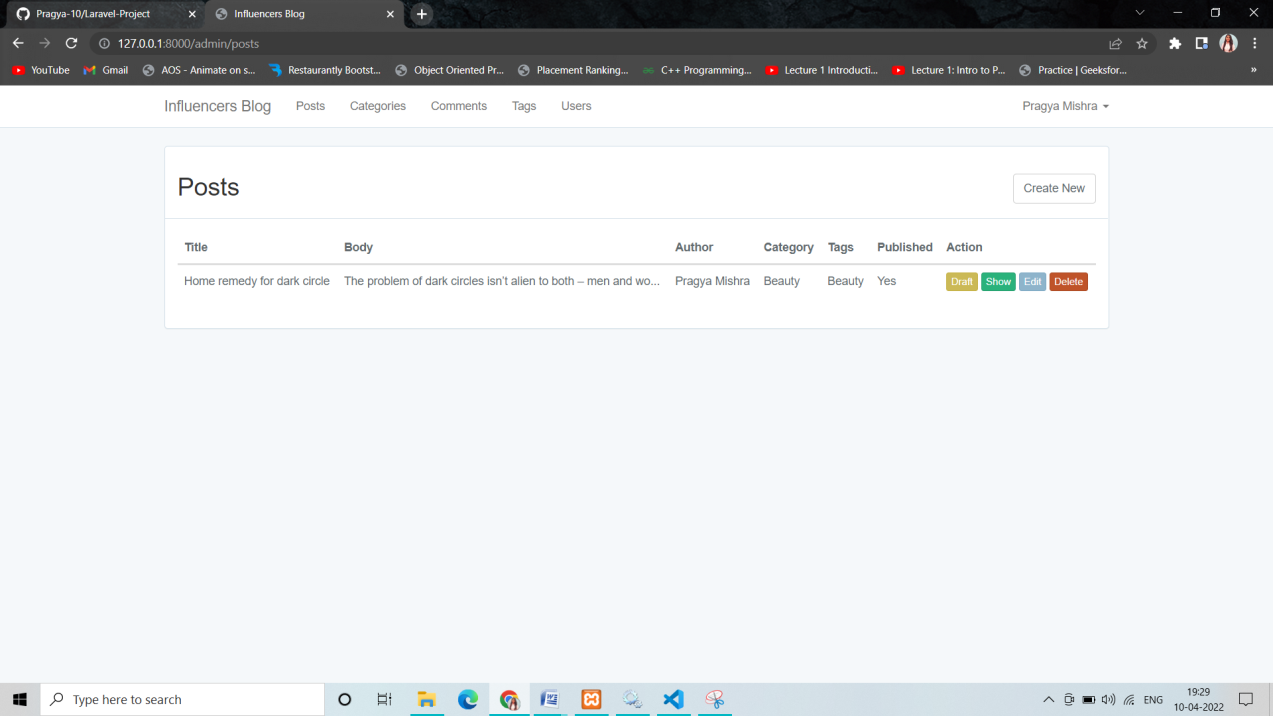 Pragya-10/Laravel-Project
Influencers Blog
127.0.0.1:8000/admin/posts
YouTube Gmail AOS - Animate on s... Restaurantly Bootst... Object Oriented Pr... Placement Ranking... C++ Programming... Lecture 1 Introducti... Lecture 1: Intro to P... Practice | Geeksfor... »
Influencers Blog Posts Categories Comments Tags Users Pragya Mishra
Posts
Create New
Title Body Author Category Tags Published Action
Home remedy for dark circle The problem of dark circles isn't alien to both – men and wo... Pragya Mishra Beauty Beauty Yes Draft Show Edit Delete
Type here to search
ENG
19:29
10-04-2022